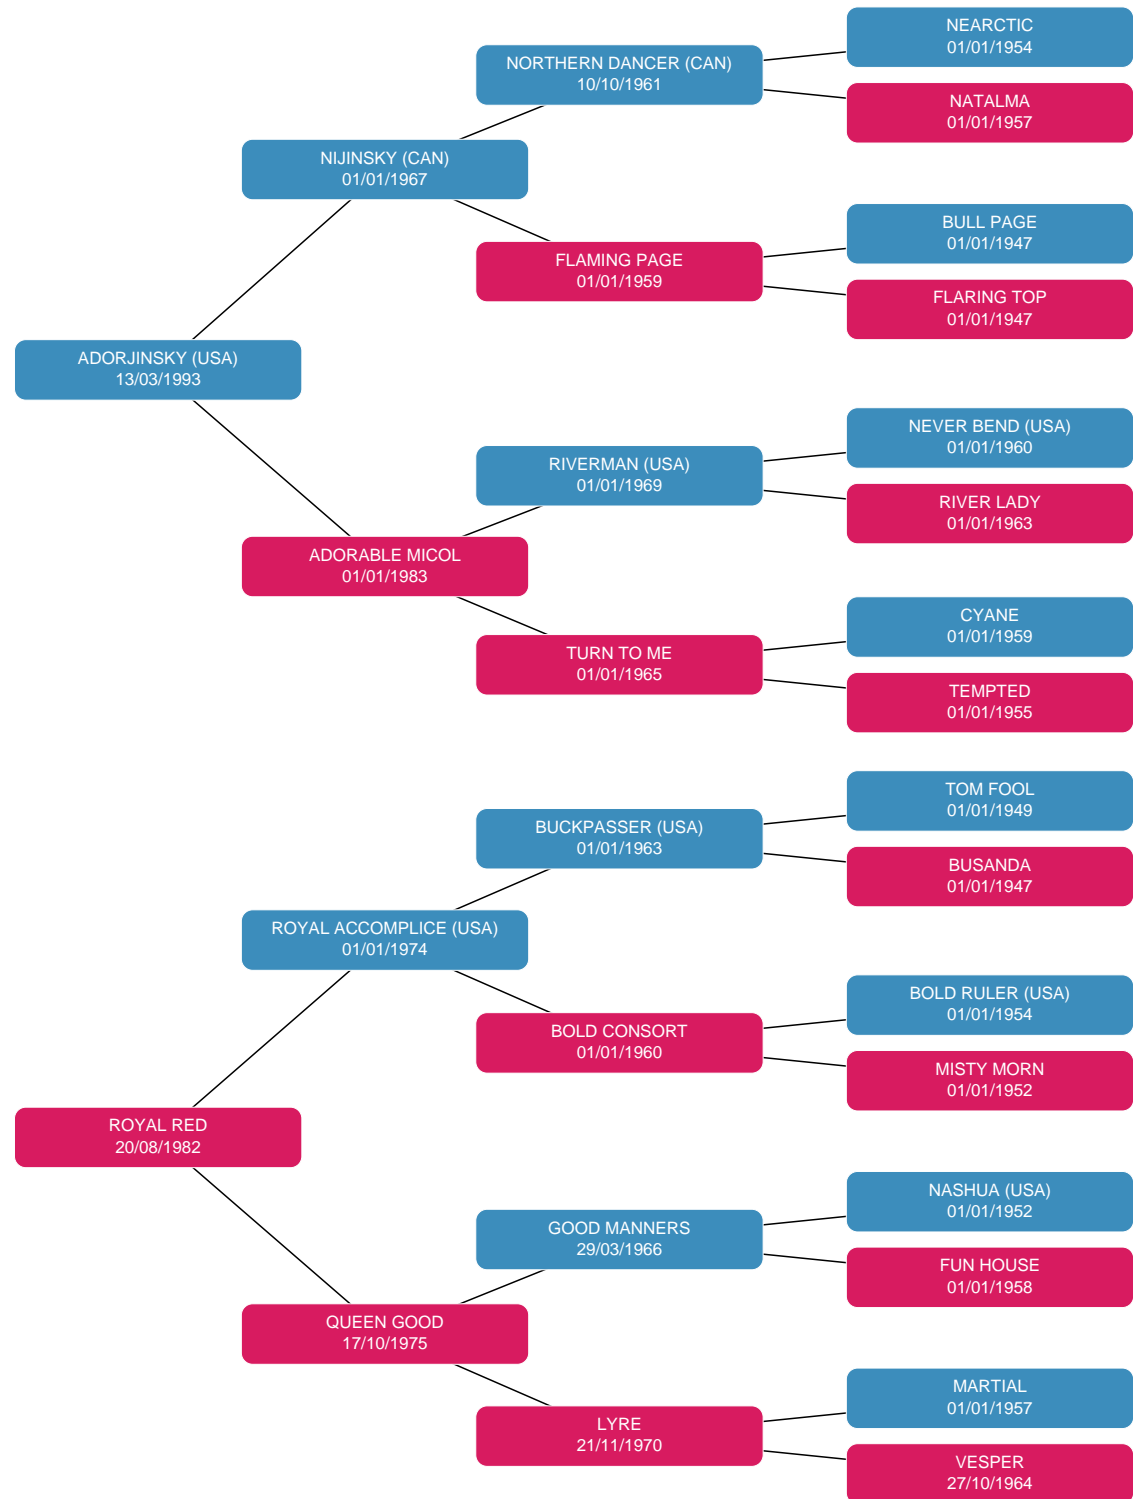 NEARCTIC
01/01/1954
NORTHERN DANCER (CAN)
10/10/1961
NATALMA
01/01/1957
NIJINSKY (CAN)
01/01/1967
BULL PAGE
01/01/1947
FLAMING PAGE
01/01/1959
FLARING TOP
01/01/1947
ADORJINSKY (USA)
13/03/1993
NEVER BEND (USA)
01/01/1960
RIVERMAN (USA)
01/01/1969
RIVER LADY
01/01/1963
ADORABLE MICOL
01/01/1983
CYANE
01/01/1959
TURN TO ME
01/01/1965
TEMPTED
01/01/1955
TOM FOOL
01/01/1949
BUCKPASSER (USA)
01/01/1963
BUSANDA
01/01/1947
ROYAL ACCOMPLICE (USA)
01/01/1974
BOLD RULER (USA)
01/01/1954
BOLD CONSORT
01/01/1960
MISTY MORN
01/01/1952
ROYAL RED
20/08/1982
NASHUA (USA)
01/01/1952
GOOD MANNERS
29/03/1966
FUN HOUSE
01/01/1958
QUEEN GOOD
17/10/1975
MARTIAL
01/01/1957
LYRE
21/11/1970
VESPER
27/10/1964